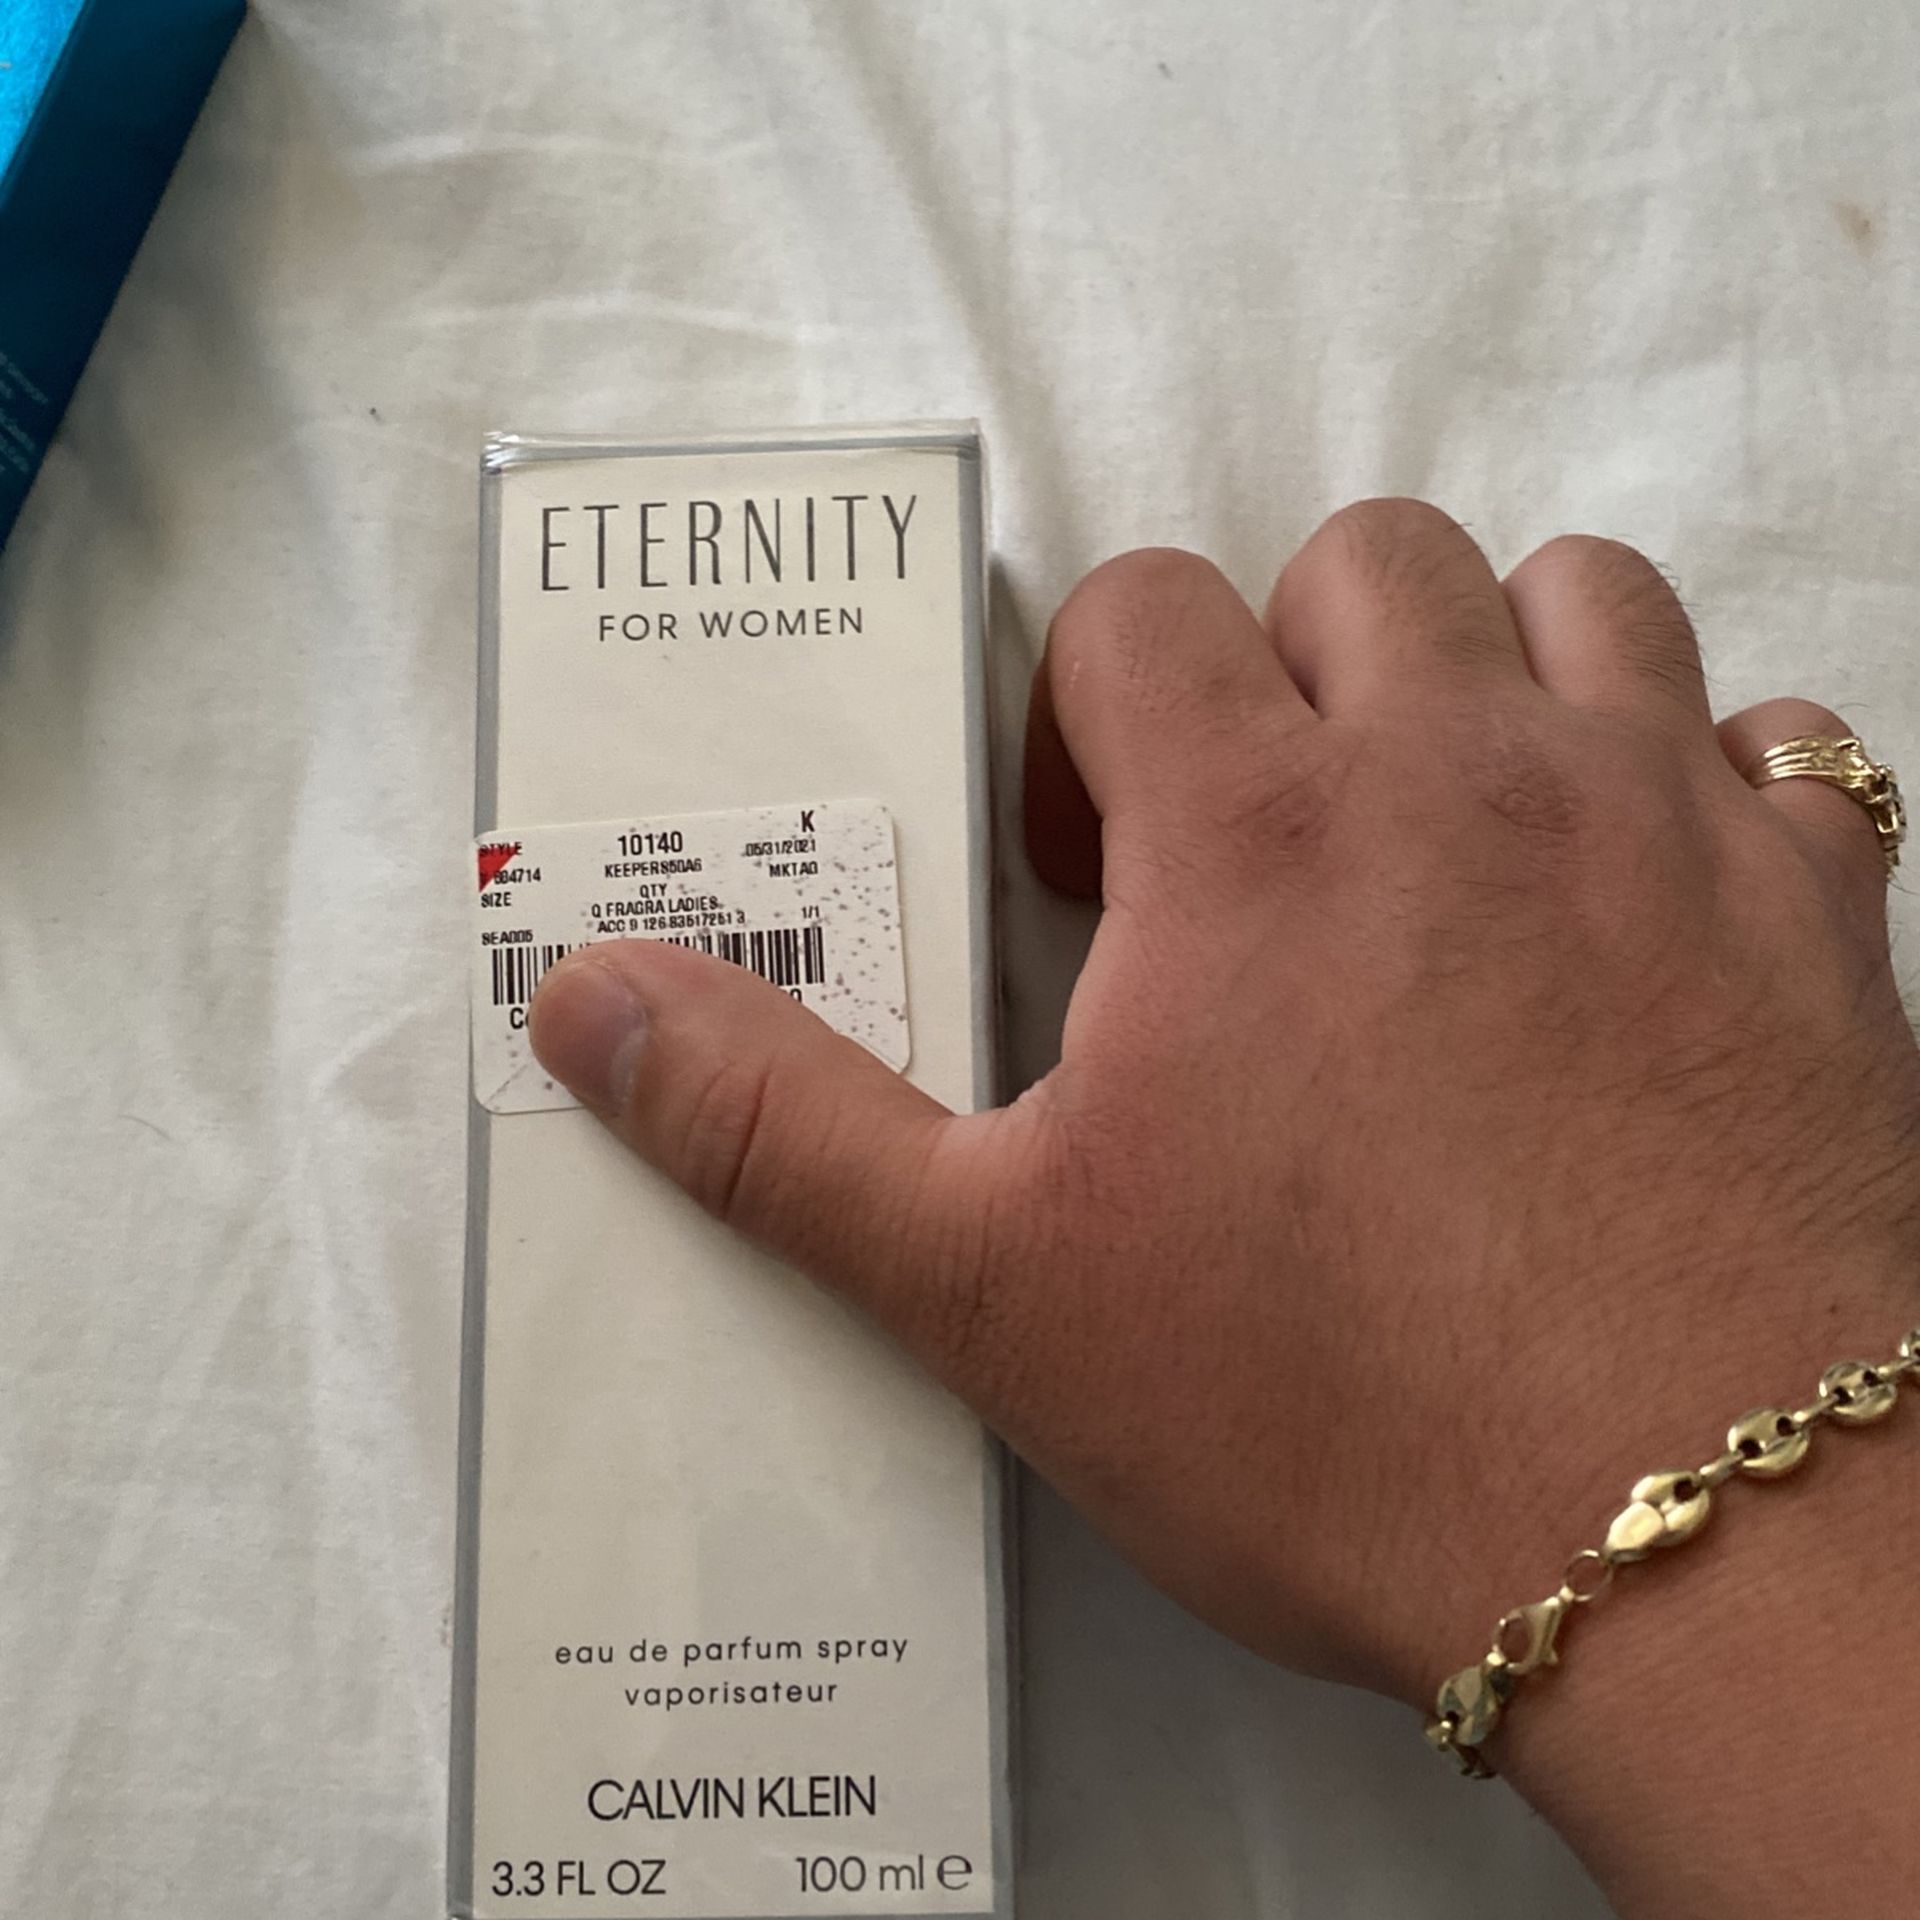 ETERNITY
FOR WOMEN
K
STYLE 10140 05/31/2021
684714 KEEPERS50A6 MKTAO
SIZE QTY
Q FRAGRA LADIES
ACC 9 126 83517251 3 1/1
SEA005
eau de parfum spray
vaporisateur
CALVIN KLEIN
3.3 FL OZ 100 ml e